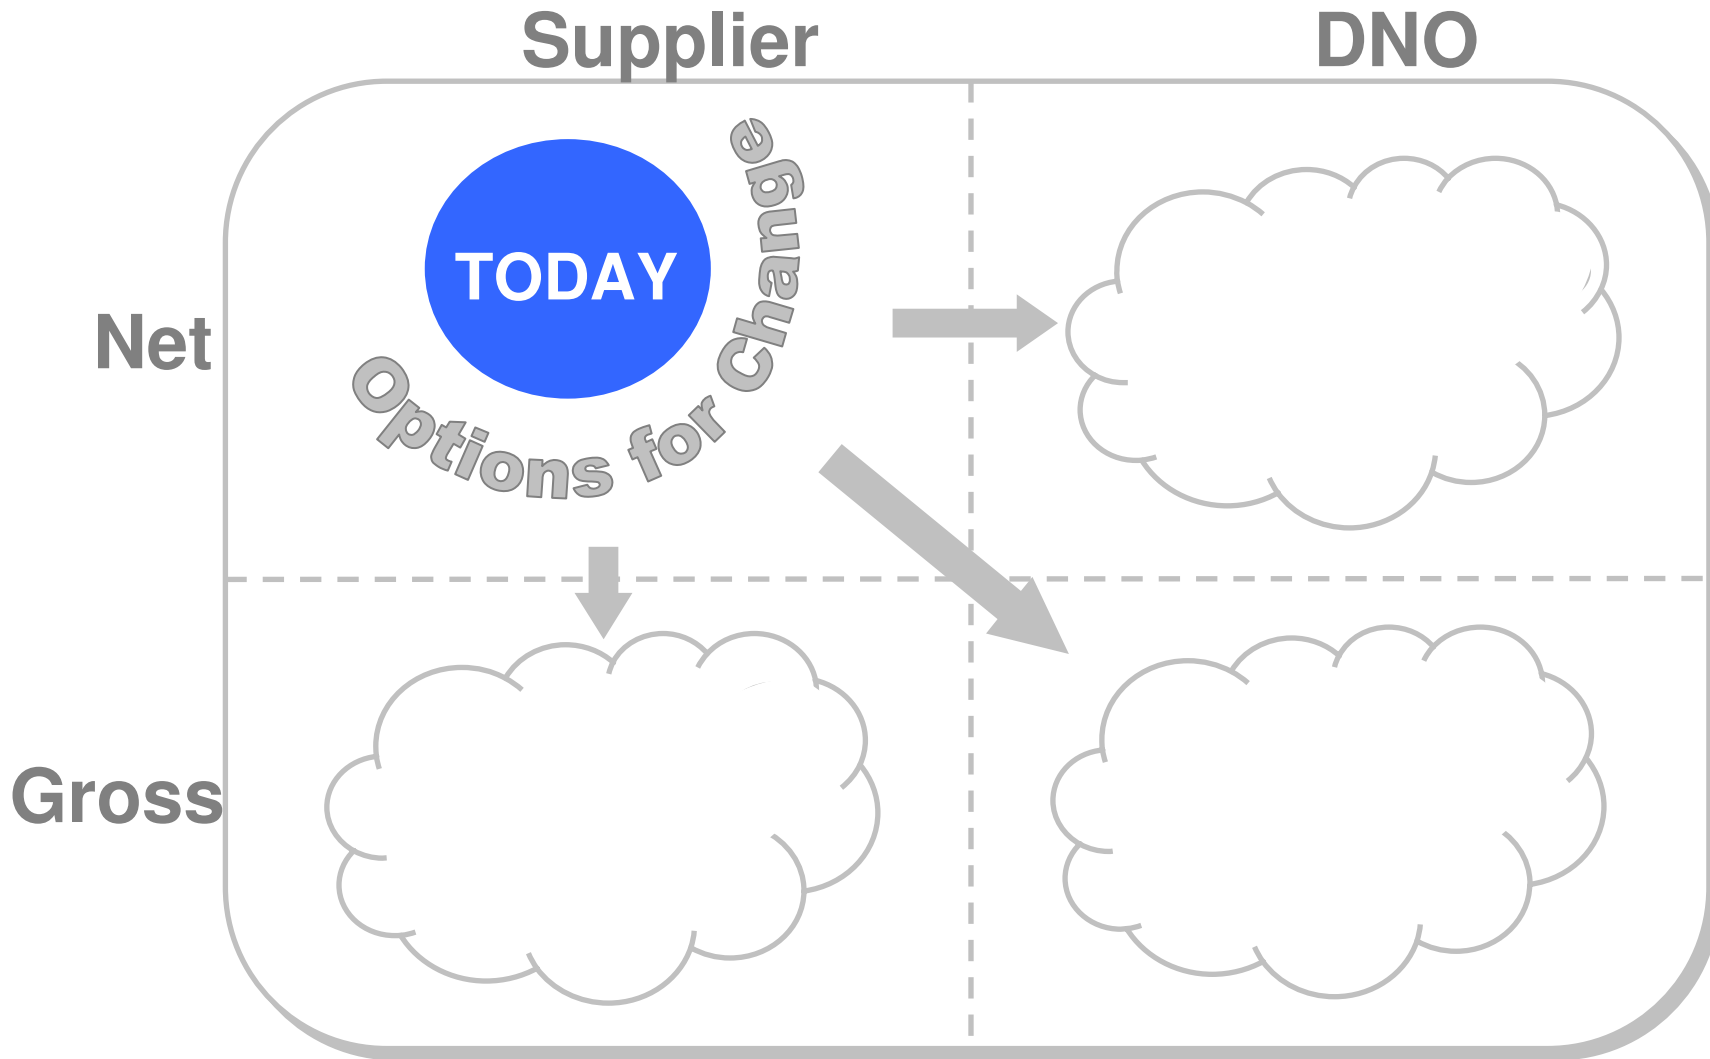 Supplier
DNO
TODAY
Options for Change
Net
Gross